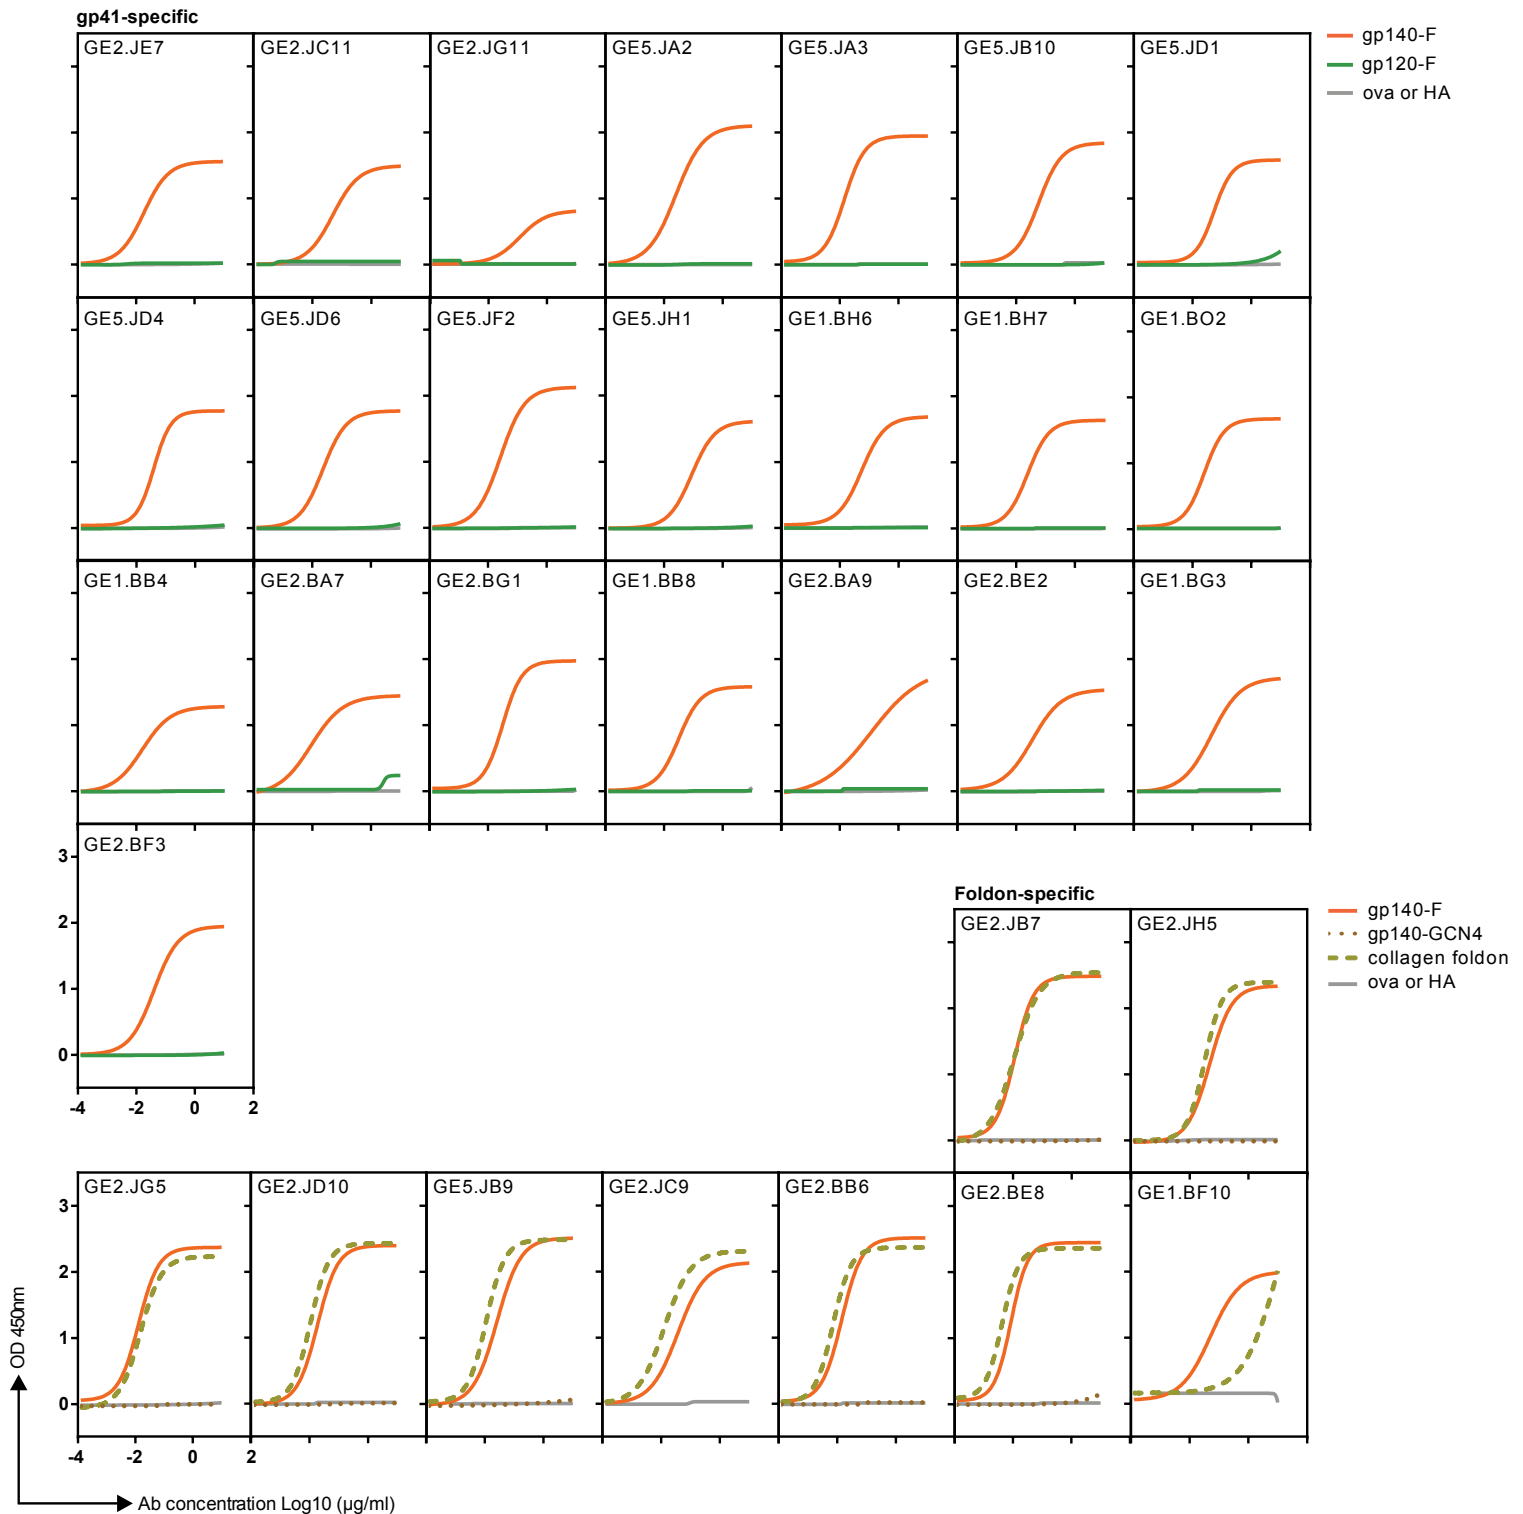 gp41-specific
GE2.JE7 GE2.JC11 GE2.JG11 GE5.JA2 GE5.JA3 GE5.JB10 GE5.JD1
gp140-F
gp120-F
ova or HA
GE5.JD4 GE5.JD6 GE5.JF2 GE5.JH1 GE1.BH6 GE1.BH7 GE1.BO2
GE1.BB4 GE2.BA7 GE2.BG1 GE1.BB8 GE2.BA9 GE2.BE2 GE1.BG3
GE2.BF3
3
2
1
0
-4 -2 0 2
Foldon-specific
GE2.JB7 GE2.JH5
gp140-F
gp140-GCN4
collagen foldon
ova or HA
GE2.JG5 GE2.JD10 GE5.JB9 GE2.JC9 GE2.BB6 GE2.BE8 GE1.BF10
3
2
1
0
-4 -2 0 2
OD 450nm
Ab concentration Log10 (µg/ml)